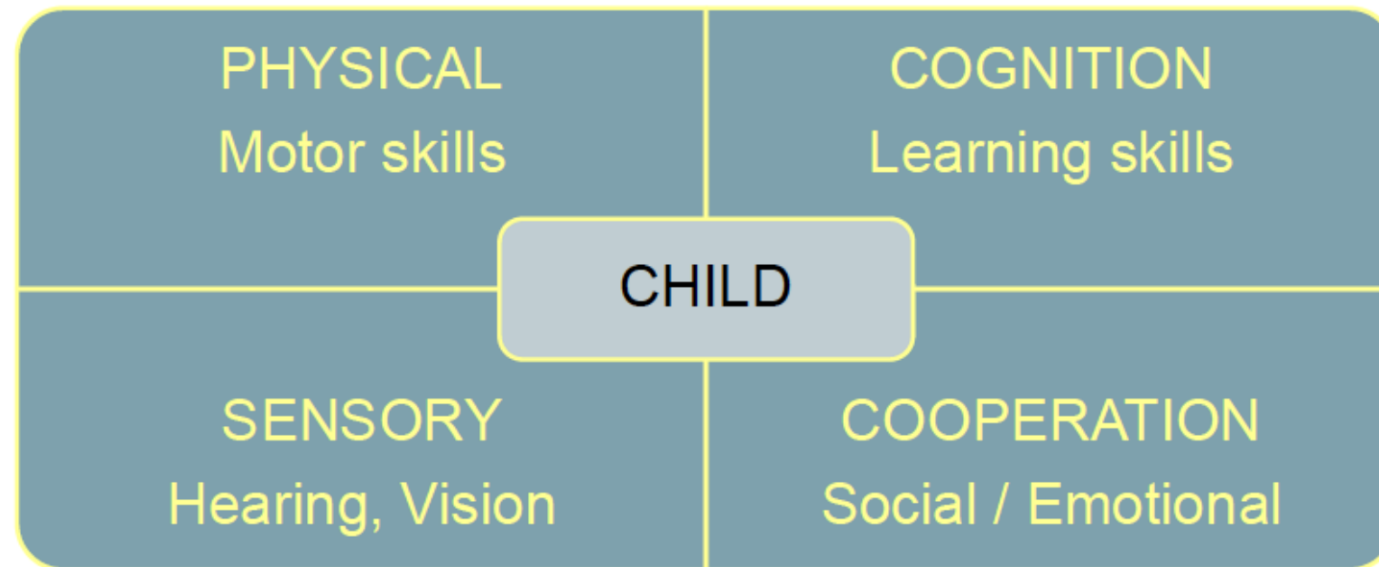 PHYSICAL
Motor skills
COGNITION
Learning skills
CHILD
SENSORY
Hearing, Vision
COOPERATION
Social / Emotional